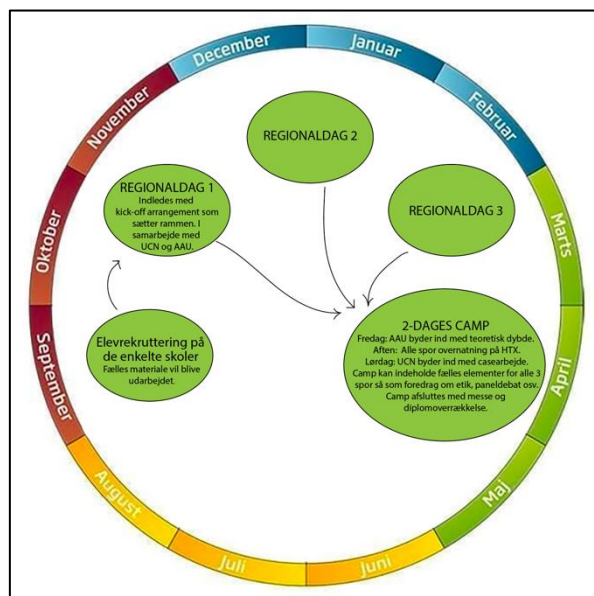 December
Januar
Februar
Marts
April
Maj
Juni
Juli
August
September
Oktober
November
REGIONALDAG 1
Indledes med
kick-off arrangement som
sætter rammen. I
samarbejde med
UCN og AAU.
REGIONALDAG 2
REGIONALDAG 3
Elevrekruttering på
de enkelte skoler
Fælles materiale vil blive
udarbejdet.
2-DAGES CAMP
Fredag: AAU byder ind med teoretisk dybde.
Aften: Alle spor overnatning på HTX.
Lørdag: UCN byder ind med casearbejde.
Camp kan indeholde fælles elementer for alle 3
spor så som foredrag om etik, paneldebat osv.
Camp afsluttes med messe og
diplomoverrækkelse.